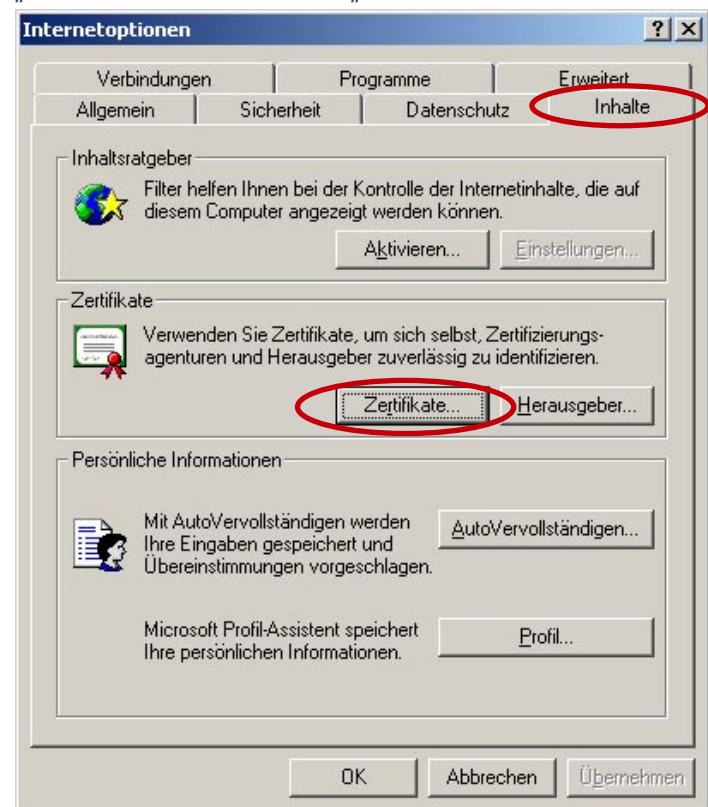 Internetoptionen
Verbindungen Programme Erweitert
Allgemein Sicherheit Datenschutz Inhalte
Inhaltsratgeber
Filter helfen Ihnen bei der Kontrolle der Internetinhalte, die auf
diesem Computer angezeigt werden können.
Aktivieren... Einstellungen...
Zertifikate
Verwenden Sie Zertifikate, um sich selbst, Zertifizierungs-
agenturen und Herausgeber zuverlässig zu identifizieren.
Zertifikate... Herausgeber...
Persönliche Informationen
Mit AutoVervollständigen werden
Ihre Eingaben gespeichert und
Übereinstimmungen vorgeschlagen.
AutoVervollständigen...
Microsoft Profil-Assistent speichert
Ihre persönlichen Informationen.
Profil...
OK Abbrechen Übernehmen